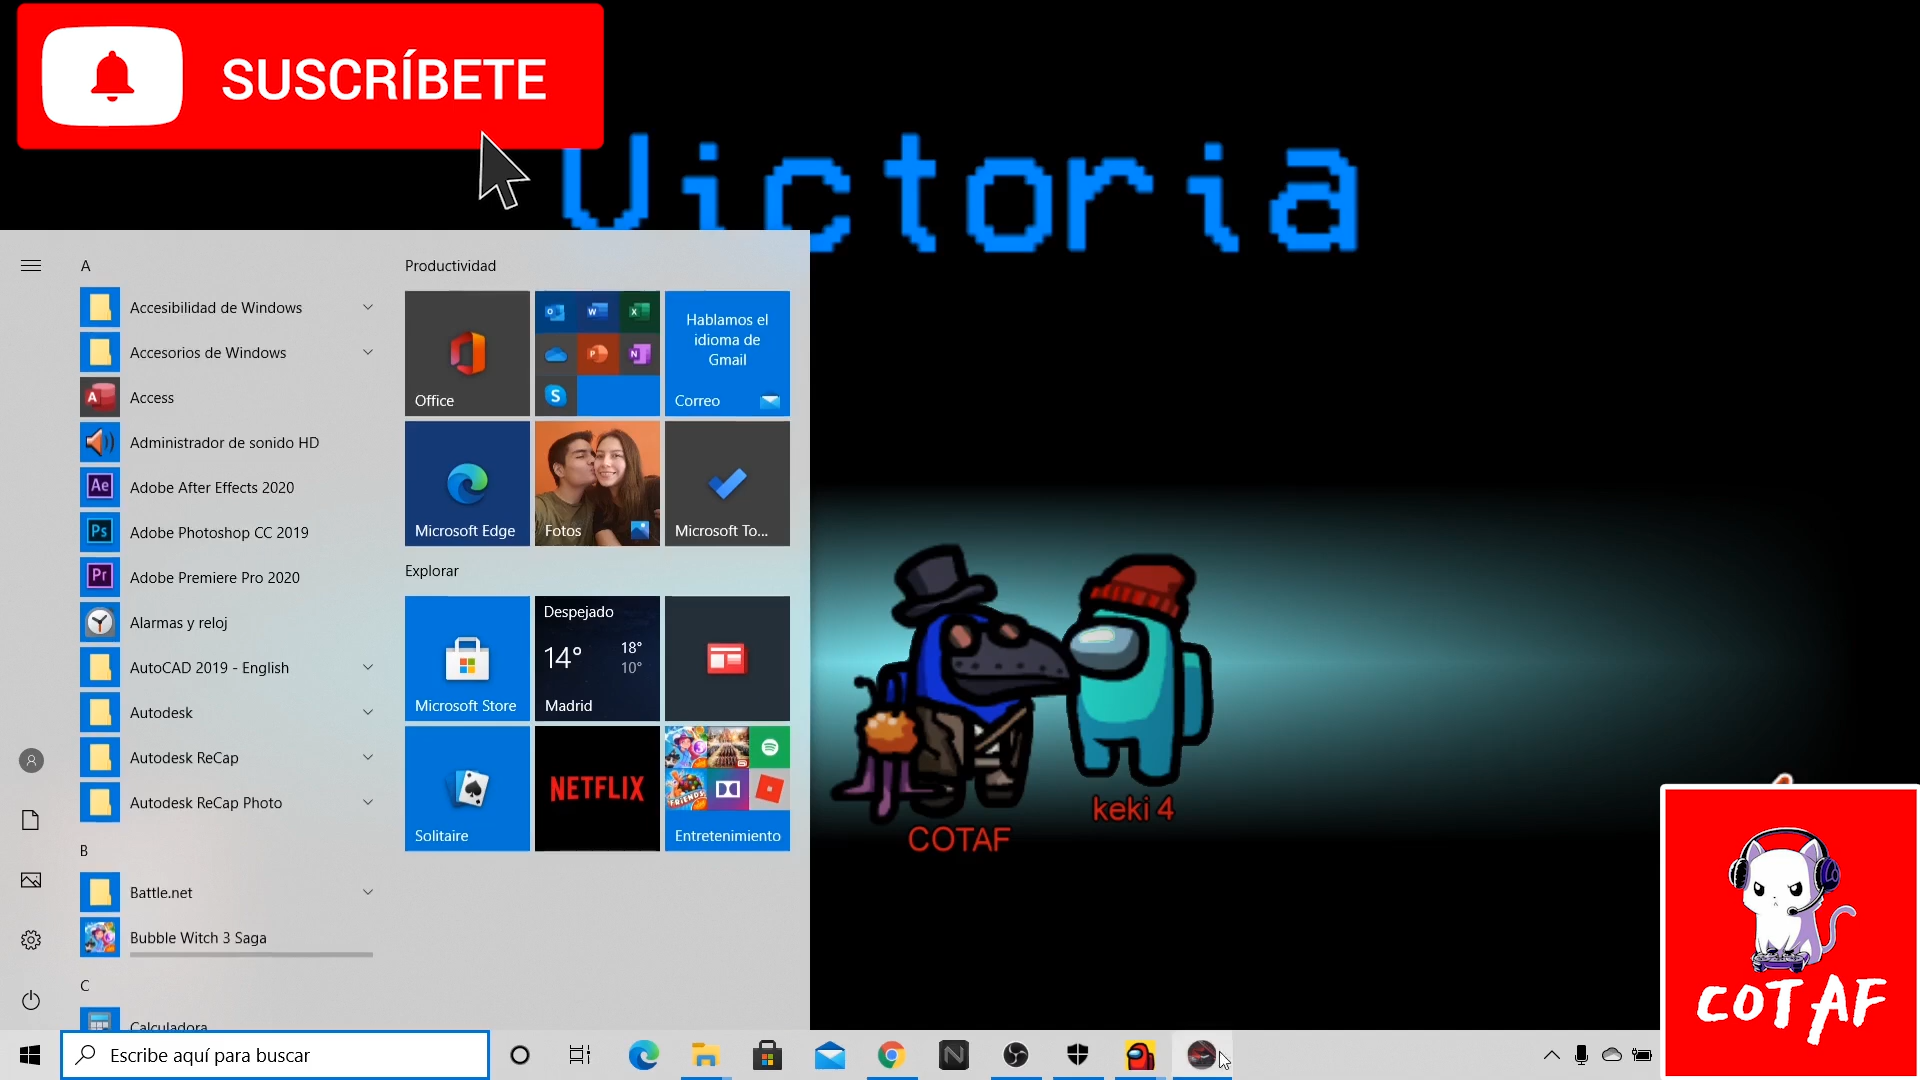 SUSCRÍBETE
Victoria
A
Accesibilidad de Windows
Accesorios de Windows
Access
Administrador de sonido HD
Adobe After Effects 2020
Adobe Photoshop CC 2019
Adobe Premiere Pro 2020
Alarmas y reloj
AutoCAD 2019 - English
Autodesk
Autodesk ReCap
Autodesk ReCap Photo
B
Battle.net
Bubble Witch 3 Saga
C
Calculadora
Productividad
Office
Hablamos el
idioma de
Gmail
Correo
Microsoft Edge
Fotos
Microsoft To...
Explorar
Microsoft Store
Despejado
14° 18°
10°
Madrid
Solitaire
NETFLIX
Entretenimiento
keki 4
COTAF
COTAF
Escribe aquí para buscar